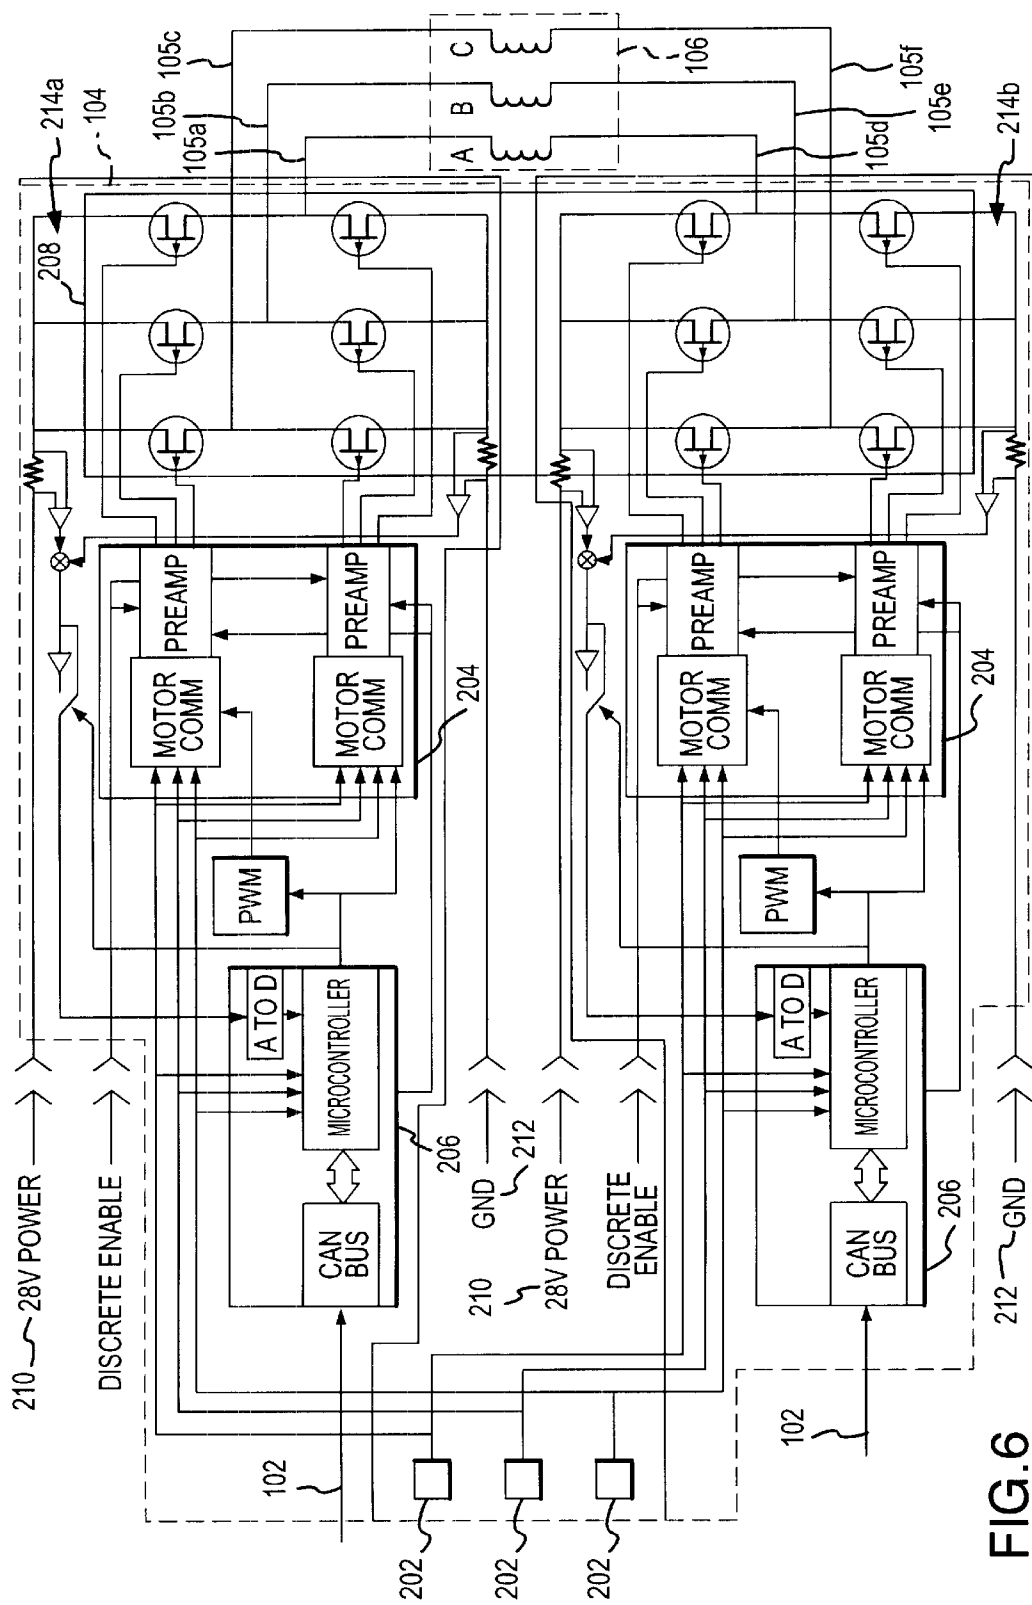 FIG.6
210
28V POWER
DISCRETE ENABLE
102
202
202
202
CAN
BUS
MICROCONTROLLER
A TO D
206
PWM
MOTOR
COMM
PREAMP
MOTOR
COMM
PREAMP
204
208
214a
104
105a
105b
105c
GND
212
210
28V POWER
DISCRETE
ENABLE
102
CAN
BUS
MICROCONTROLLER
A TO D
206
PWM
MOTOR
COMM
PREAMP
MOTOR
COMM
PREAMP
204
212
GND
A
B
C
106
105d
105e
105f
214b